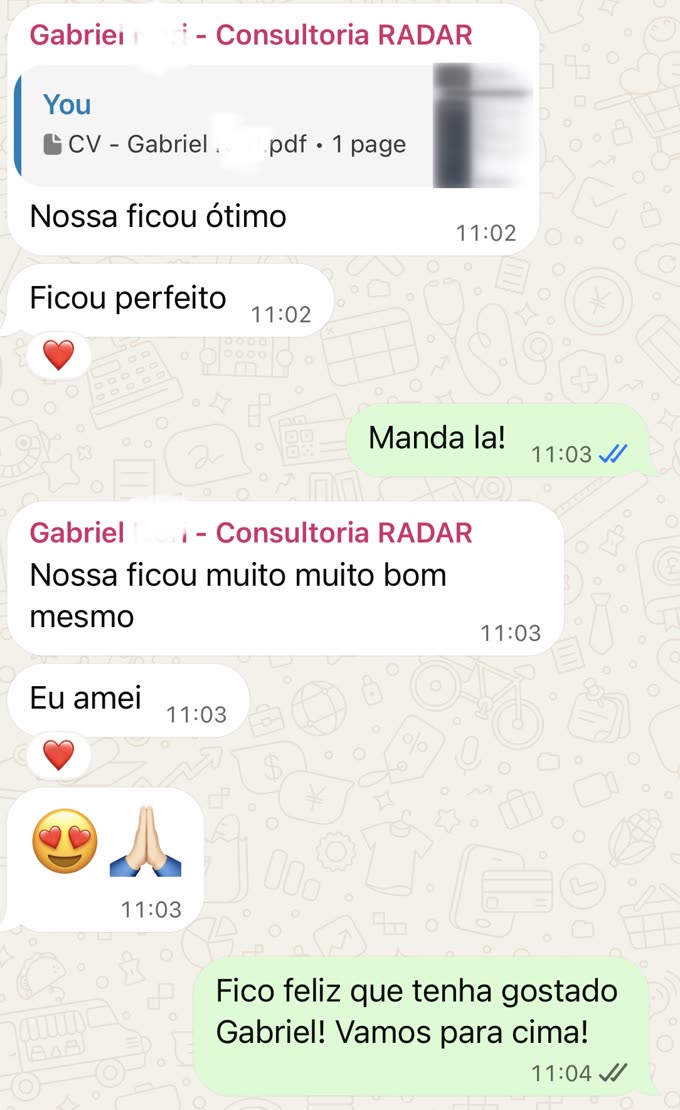 Gabriel - Consultoria RADAR
You
CV - Gabriel .pdf • 1 page
Nossa ficou ótimo
11:02
Ficou perfeito
11:02
Manda la!
11:03
Gabriel - Consultoria RADAR
Nossa ficou muito muito bom
mesmo
11:03
Eu amei
11:03
11:03
Fico feliz que tenha gostado
Gabriel! Vamos para cima!
11:04